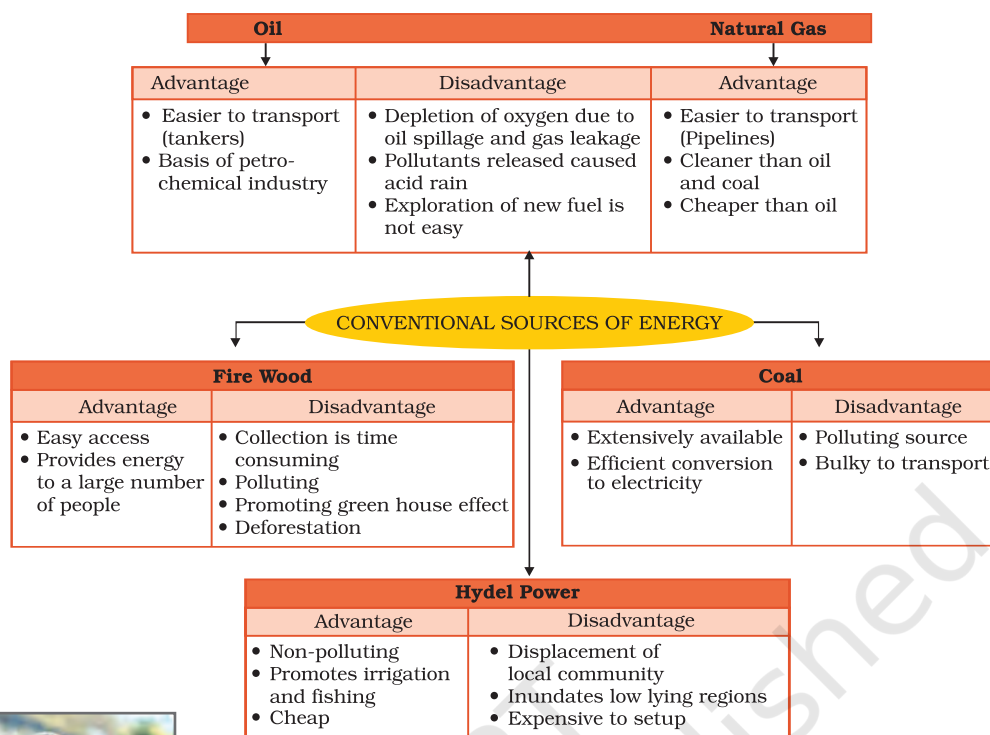 Oil
Natural Gas
Advantage
• Easier to transport
(tankers)
• Basis of petro-
chemical industry
Disadvantage
• Depletion of oxygen due to
oil spillage and gas leakage
• Pollutants released caused
acid rain
• Exploration of new fuel is
not easy
Advantage
• Easier to transport
(Pipelines)
• Cleaner than oil
and coal
• Cheaper than oil
CONVENTIONAL SOURCES OF ENERGY
Fire Wood
Advantage
• Easy access
• Provides energy
to a large number
of people
Disadvantage
• Collection is time
consuming
• Polluting
• Promoting green house effect
• Deforestation
Coal
Advantage
• Extensively available
• Efficient conversion
to electricity
Disadvantage
• Polluting source
• Bulky to transport
Hydel Power
Advantage
• Non-polluting
• Promotes irrigation
and fishing
• Cheap
Disadvantage
• Displacement of
local community
• Inundates low lying regions
• Expensive to setup